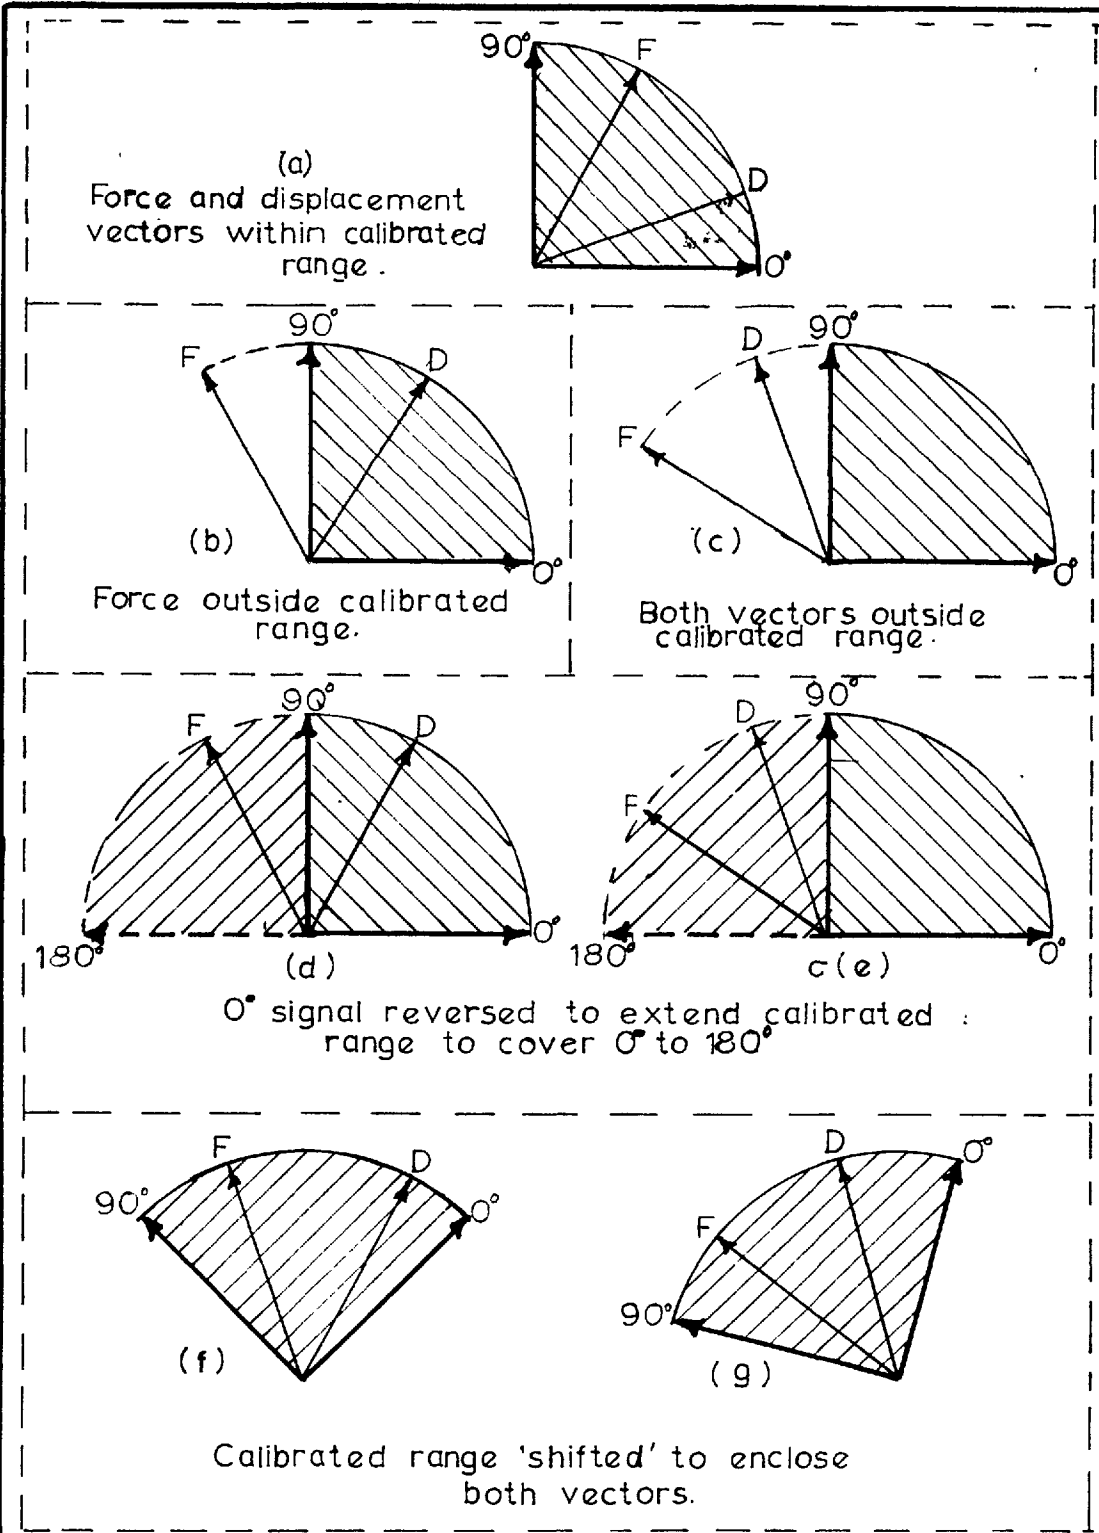 90°
F
D
0°
(a)
Force and displacement
vectors within calibrated
range.
90°
F
D
0°
(b)
Force outside calibrated
range.
90°
D
F
0°
(c)
Both vectors outside
calibrated range.
90°
F
D
0°
180°
(d)
90°
D
F
180°
0°
c(e)
0° signal reversed to extend calibrated
range to cover 0° to 180°
F
D
90°
0°
(f)
D
0°
F
90°
(g)
Calibrated range 'shifted' to enclose
both vectors.